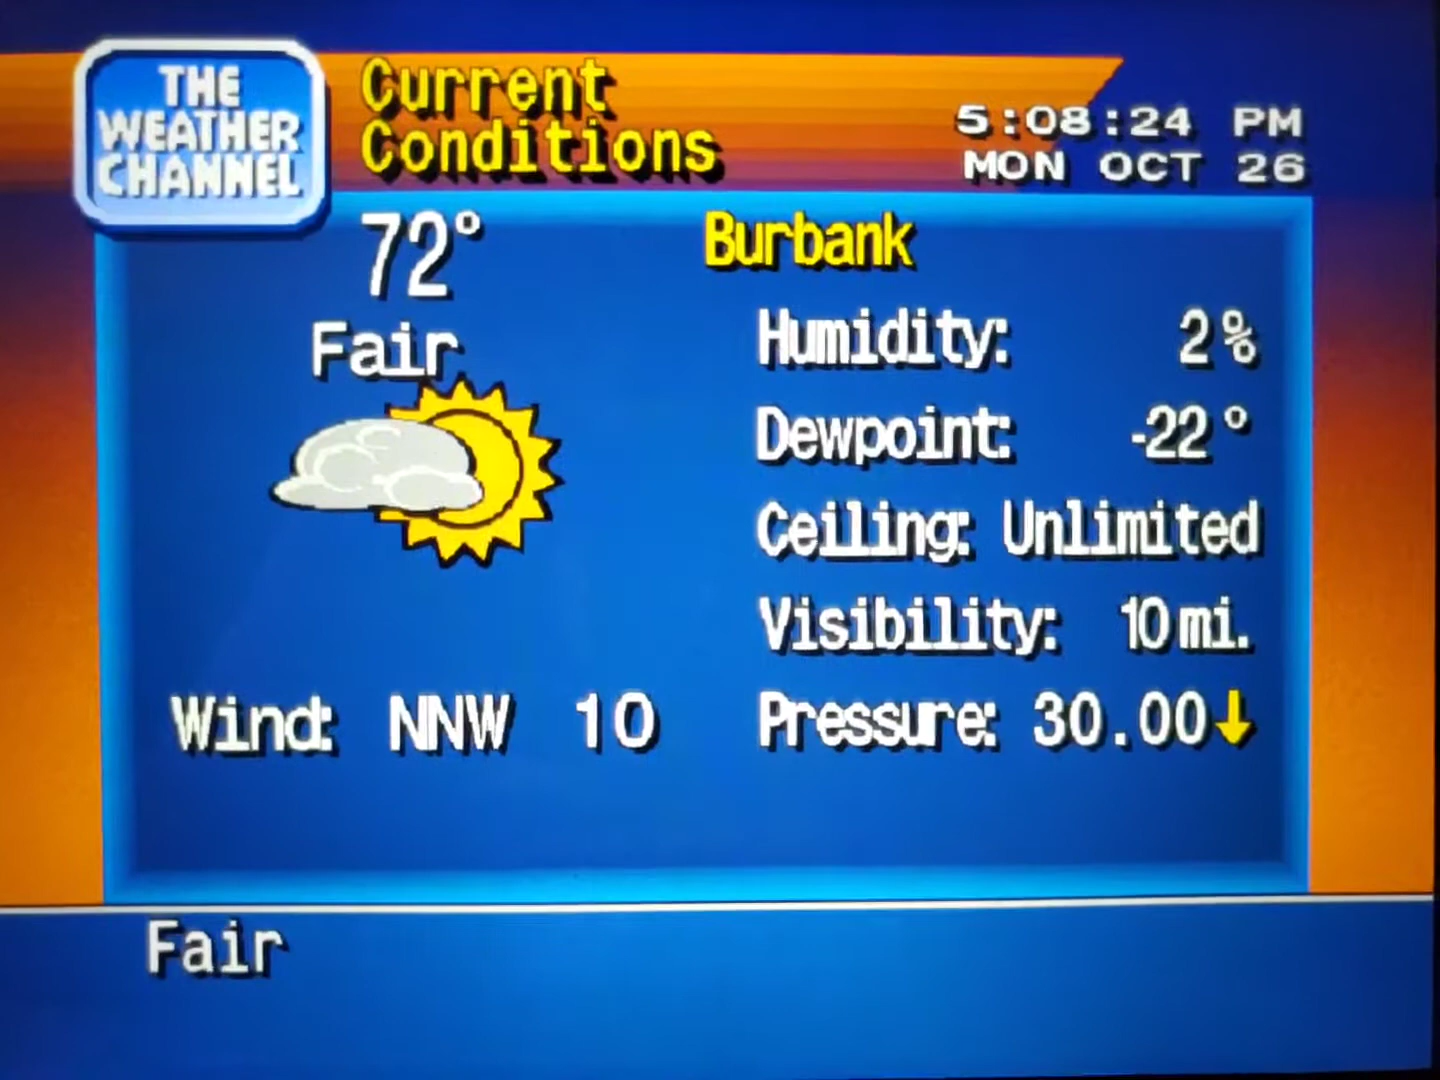 THE
WEATHER
CHANNEL
Current
Conditions
5:08:24 PM
MON OCT 26
72°
Fair
Wind: NNW 10
Burbank
Humidity: 2%
Dewpoint: -22°
Ceiling: Unlimited
Visibility: 10 mi.
Pressure: 30.00↓
Fair